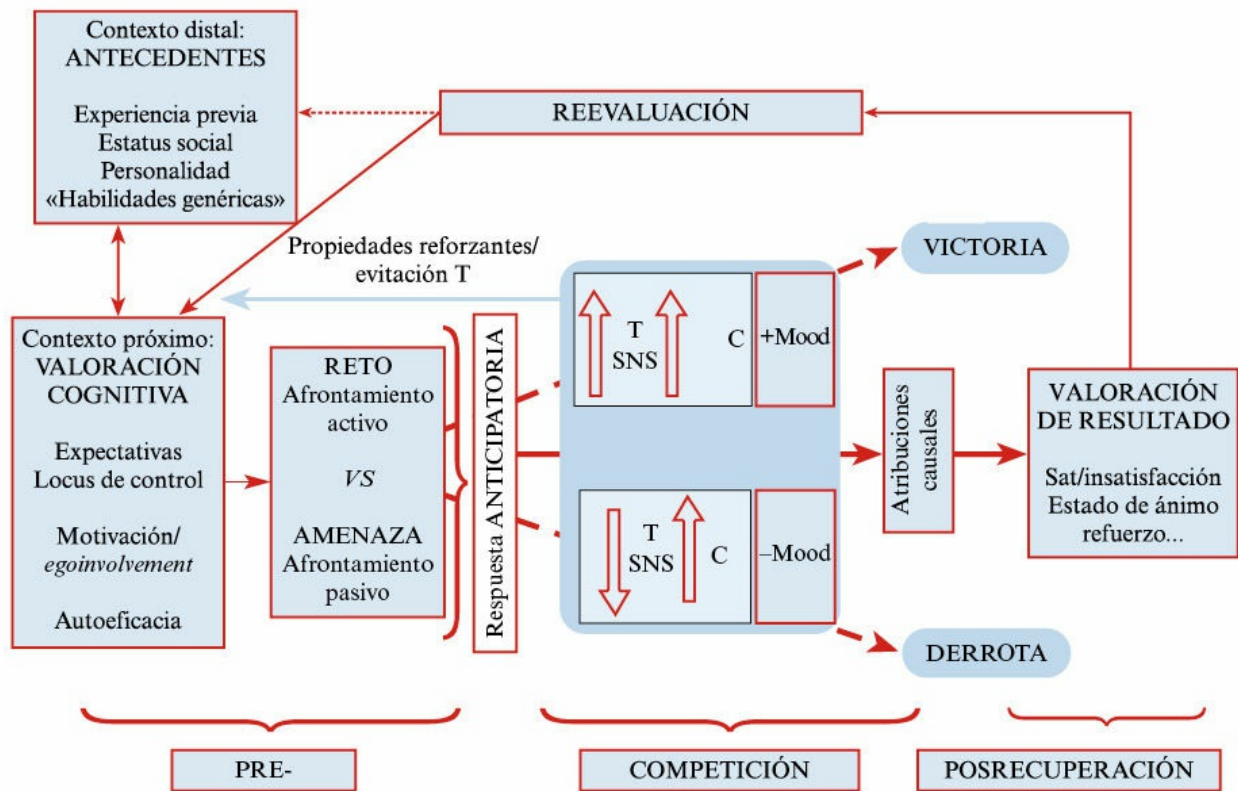 Contexto distal:
ANTECEDENTES
Experiencia previa
Estatus social
Personalidad
«Habilidades genéricas»
REEVALUACIÓN
Propiedades reforzantes/
evitación T
VICTORIA
Contexto próximo:
VALORACIÓN
COGNITIVA
Expectativas
Locus de control
Motivación/
egoinvolvement
Autoeficacia
RETO
Afrontamiento
activo
VS
AMENAZA
Afrontamiento
pasivo
Respuesta ANTICIPATORIA
T
SNS
C
+Mood
T
SNS
C
–Mood
Atribuciones
causales
VALORACIÓN
DE RESULTADO
Sat/insatisfacción
Estado de ánimo
refuerzo...
DERROTA
PRE-
COMPETICIÓN
POSRECUPERACIÓN